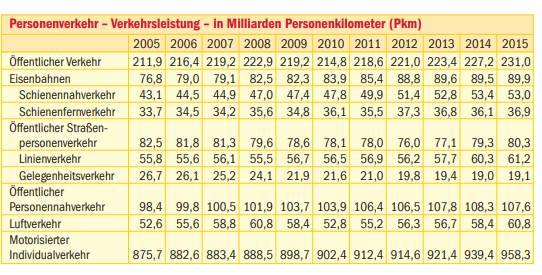 Personenverkehr – Verkehrsleistung – in Milliarden Personenkilometer (Pkm)
2005 2006 2007 2008 2009 2010 2011 2012 2013 2014 2015
Öffentlicher Verkehr 211,9 216,4 219,2 222,9 219,2 214,8 218,6 221,0 223,4 227,2 231,0
Eisenbahnen 76,8 79,0 79,1 82,5 82,3 83,9 85,4 88,8 89,6 89,5 89,9
Schienennahverkehr 43,1 44,5 44,9 47,0 47,4 47,8 49,9 51,4 52,8 53,4 53,0
Schienenfernverkehr 33,7 34,5 34,2 35,6 34,8 36,1 35,5 37,3 36,8 36,1 36,9
Öffentlicher Straßen-
personenverkehr 82,5 81,8 81,3 79,6 78,6 78,1 78,0 76,0 77,1 79,3 80,3
Linienverkehr 55,8 55,6 56,1 55,5 56,7 56,5 56,9 56,2 57,7 60,3 61,2
Gelegenheitsverkehr 26,7 26,1 25,2 24,1 21,9 21,6 21,0 19,8 19,4 19,0 19,1
Öffentlicher
Personennahverkehr 98,4 99,8 100,5 101,9 103,7 103,9 106,4 106,5 107,8 108,3 107,6
Luftverkehr 52,6 55,6 58,8 60,8 58,4 52,8 55,2 56,3 56,7 58,4 60,8
Motorisierter
Individualverkehr 875,7 882,6 883,4 888,5 898,7 902,4 912,4 914,6 921,4 939,4 958,3